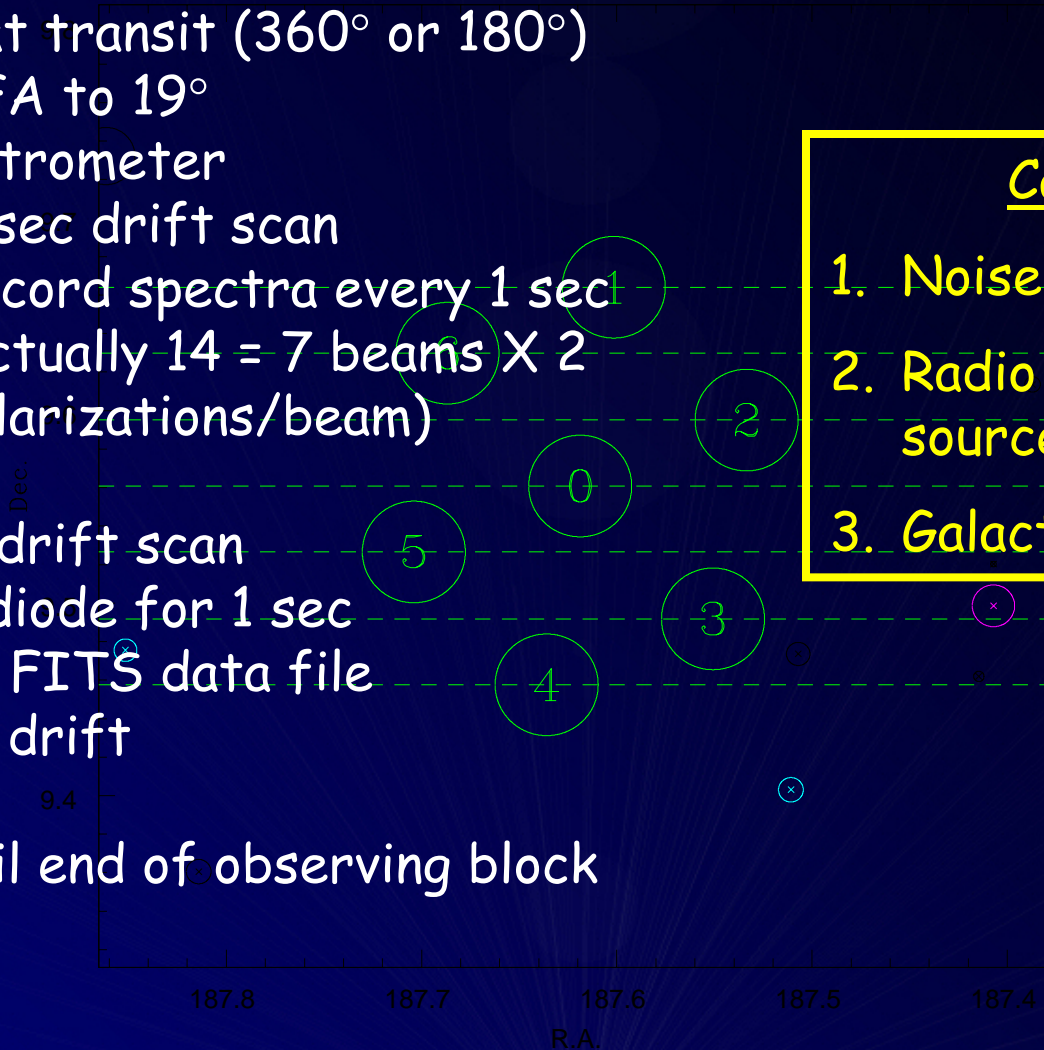 t transit (360° or 180°)
FA to 19°
trometer
sec drift scan
cord spectra every 1 sec
ctually 14 = 7 beams X 2
larizations/beam)
drift scan
diode for 1 sec
FITS data file
drift
il end of observing block
1
6
2
0
5
3
4
Co
1. Noise
2. Radio
source
3. Galact
Dec.
9.4
187.8 187.7 187.6 187.5 187.4
R.A.